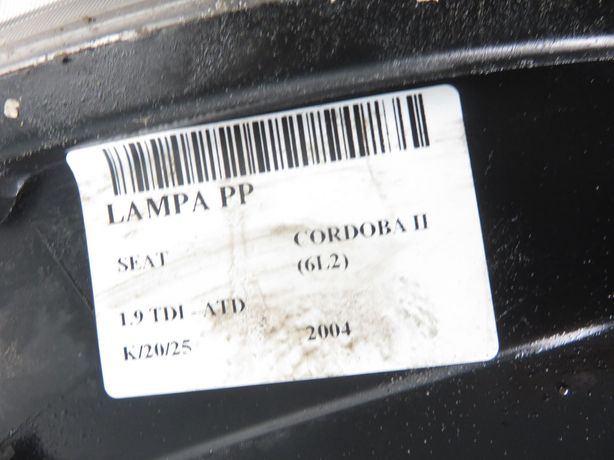 LAMPA PP
SEAT CORDOBA II
(6L2)
1.9 TDI - ATD
K/20/25 2004